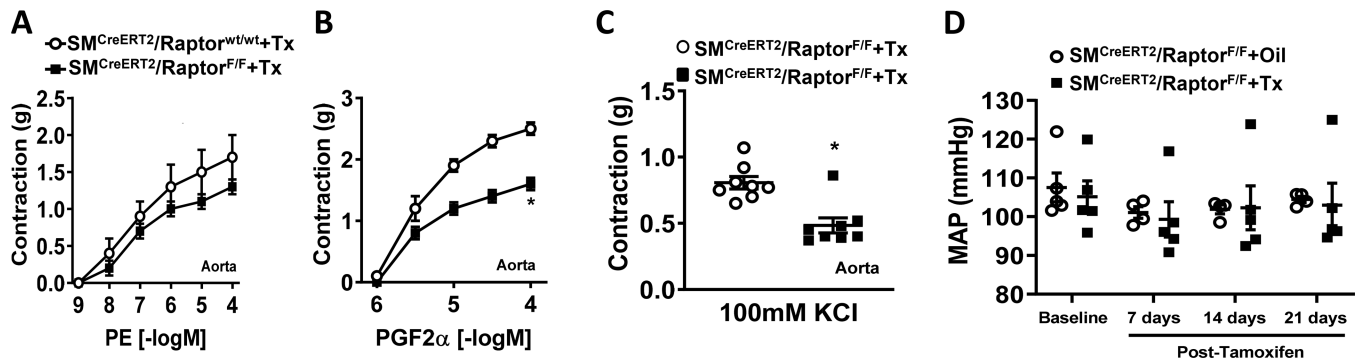 A
SM^CreERT2/Raptor^wt/wt+Tx
SM^CreERT2/Raptor^F/F+Tx
Contraction (g)
2.5
2.0
1.5
1.0
0.5
0.0
9 8 7 6 5 4
Aorta
PE [-logM]
B
Contraction (g)
3
2
1
0
6 5 4
*
Aorta
PGF2α [-logM]
C
SM^CreERT2/Raptor^F/F+Tx
SM^CreERT2/Raptor^F/F+Tx
Contraction (g)
1.5
1.0
0.5
0.0
*
Aorta
100mM KCl
D
SM^CreERT2/Raptor^F/F+Oil
SM^CreERT2/Raptor^F/F+Tx
MAP (mmHg)
130
120
110
100
90
80
Baseline 7 days 14 days 21 days
Post-Tamoxifen